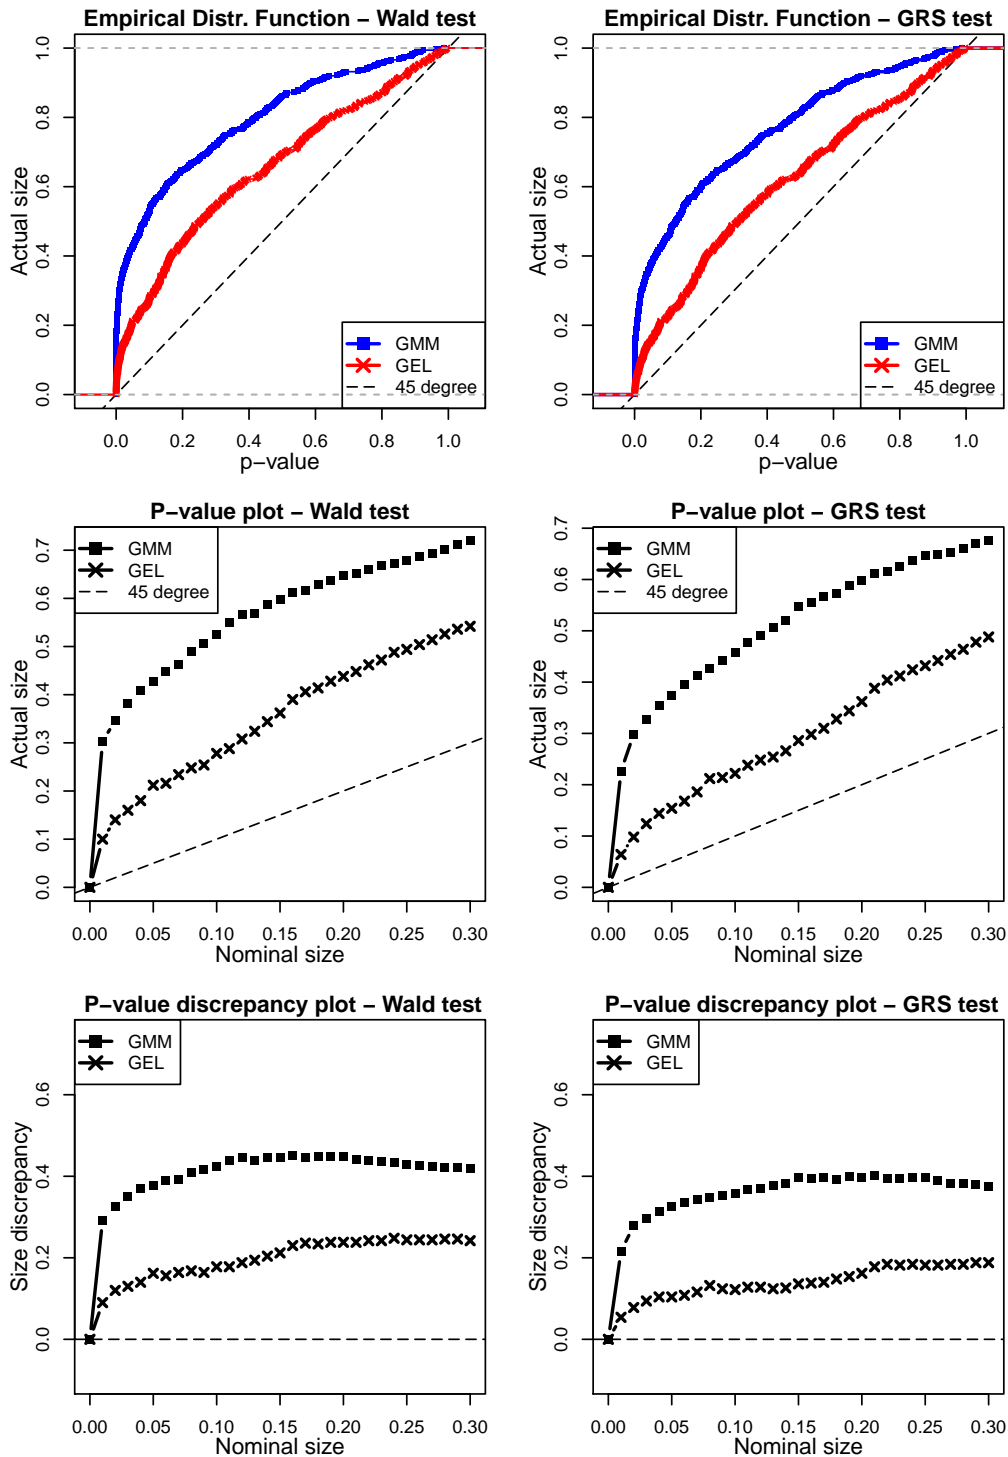 Empirical Distr. Function − Wald test
Actual size
0.0 0.2 0.4 0.6 0.8 1.0
GMM
GEL
45 degree
0.0 0.2 0.4 0.6 0.8 1.0
p−value
Empirical Distr. Function − GRS test
Actual size
0.0 0.2 0.4 0.6 0.8 1.0
GMM
GEL
45 degree
0.0 0.2 0.4 0.6 0.8 1.0
p−value
P−value plot − Wald test
Actual size
0.0 0.1 0.2 0.3 0.4 0.5 0.6 0.7
GMM
GEL
45 degree
0.00 0.05 0.10 0.15 0.20 0.25 0.30
Nominal size
P−value plot − GRS test
Actual size
0.0 0.1 0.2 0.3 0.4 0.5 0.6 0.7
GMM
GEL
45 degree
0.00 0.05 0.10 0.15 0.20 0.25 0.30
Nominal size
P−value discrepancy plot − Wald test
Size discrepancy
0.0 0.2 0.4 0.6
GMM
GEL
0.00 0.05 0.10 0.15 0.20 0.25 0.30
Nominal size
P−value discrepancy plot − GRS test
Size discrepancy
0.0 0.2 0.4 0.6
GMM
GEL
0.00 0.05 0.10 0.15 0.20 0.25 0.30
Nominal size